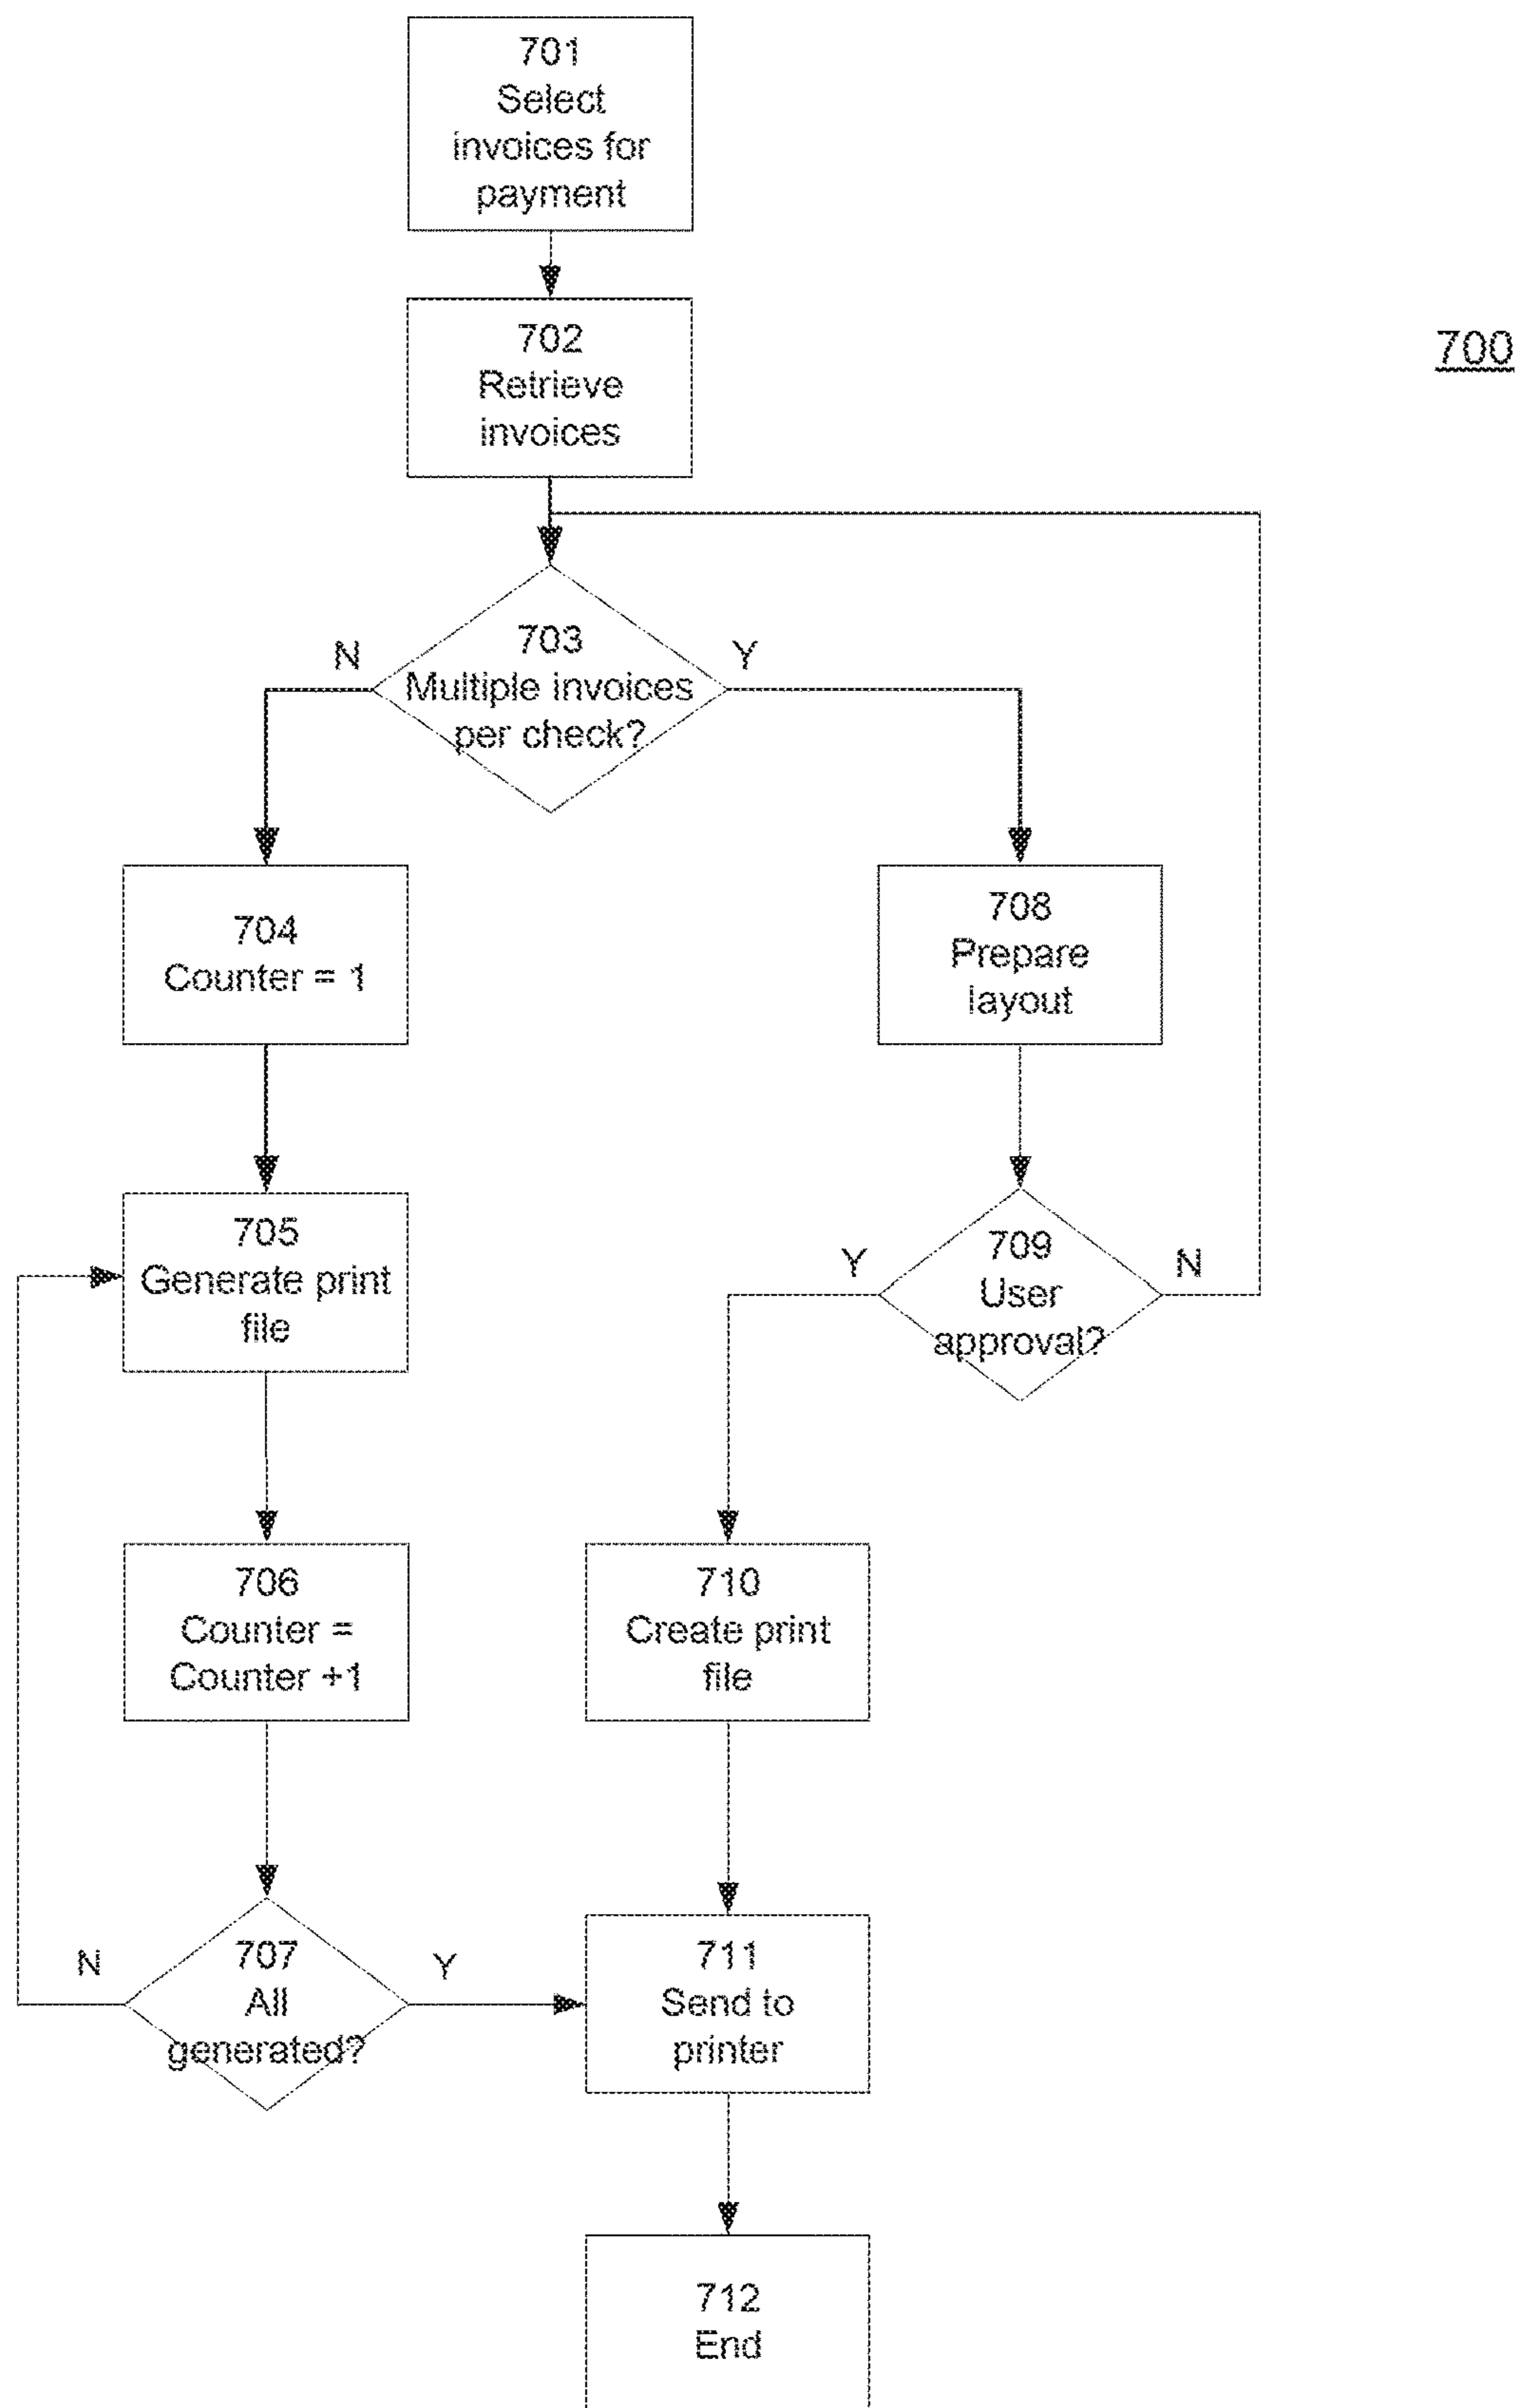 701
Select
invoices for
payment
702
Retrieve
invoices
700
703
Multiple invoices
per check?
N
Y
704
Counter = 1
708
Prepare
layout
705
Generate print
file
709
User
approval?
Y
N
706
Counter =
Counter +1
710
Create print
file
707
All
generated?
N
Y
711
Send to
printer
712
End